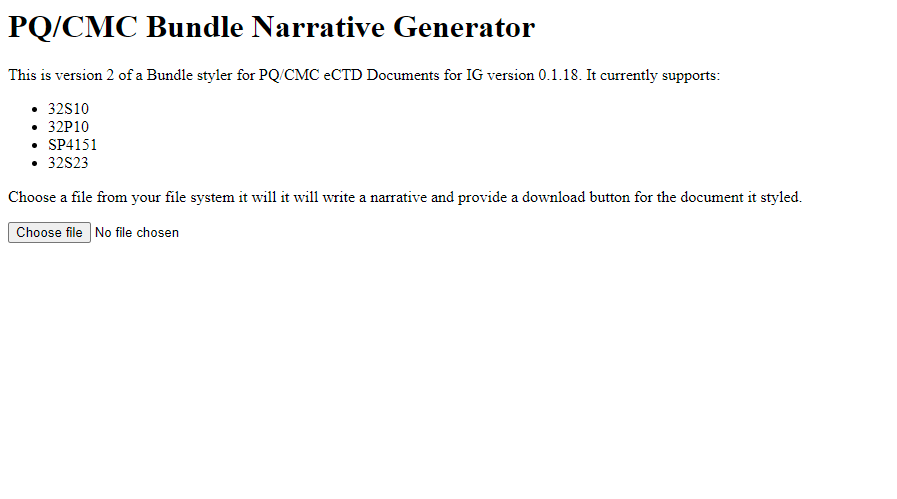 PQ/CMC Bundle Narrative Generator
This is version 2 of a Bundle styler for PQ/CMC eCTD Documents for IG version 0.1.18. It currently supports:
32S10
32P10
SP4151
32S23
Choose a file from your file system it will it will write a narrative and provide a download button for the document it styled.
Choose file No file chosen